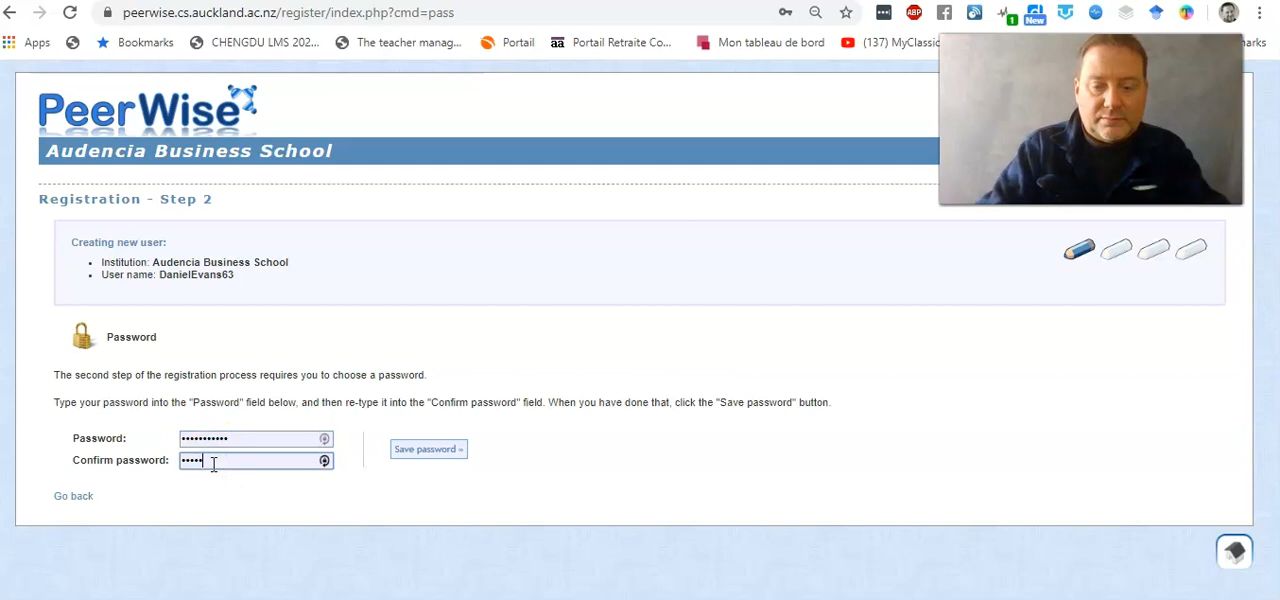 peerwise.cs.auckland.ac.nz/register/index.php?cmd=pass
ABP
1
New
Apps
Bookmarks
CHENGDU LMS 202...
The teacher manag...
Portail
aa Portail Retraite Co...
Mon tableau de bord
(137) MyClassic
PeerWise
Audencia Business School
Registration - Step 2
Creating new user:
Institution: Audencia Business School
User name: DanielEvans63
Password
The second step of the registration process requires you to choose a password.
Type your password into the "Password" field below, and then re-type it into the "Confirm password" field. When you have done that, click the "Save password" button.
Password: •••••••••••
Confirm password: •••••
Save password »
Go back